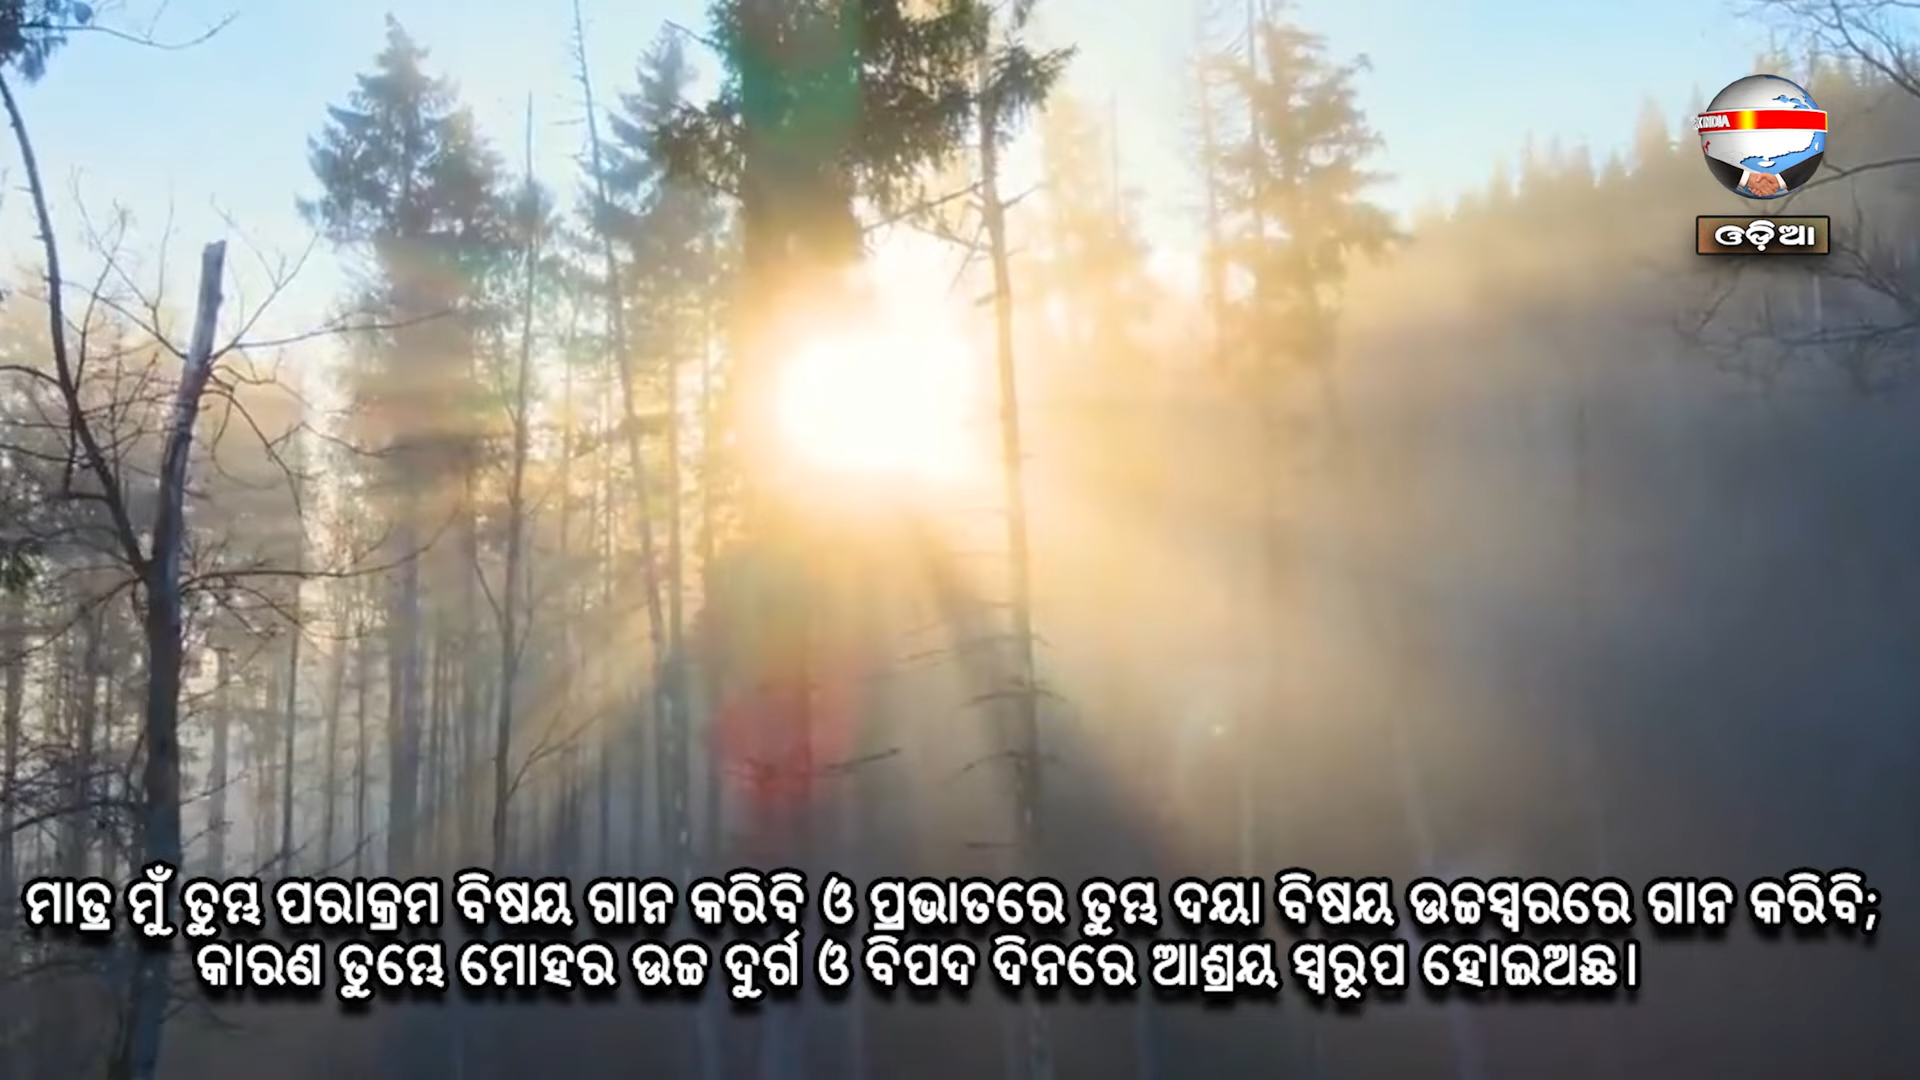 KINDIA
ଓଡ଼ିଆ
ମାତ୍ର ମୁଁ ତୁମ୍ଭ ପରାକ୍ରମ ବିଷୟ ଗାନ କରିବି ଓ ପ୍ରଭାତରେ ତୁମ୍ଭ ଦୟା ବିଷୟ ଉଚ୍ଚସ୍ୱରରେ ଗାନ କରିବି;
କାରଣ ତୁମ୍ଭେ ମୋହର ଉଚ୍ଚ ଦୁର୍ଗ ଓ ବିପଦ ଦିନରେ ଆଶ୍ରୟ ସ୍ୱରୂପ ହୋଇଅଛ।